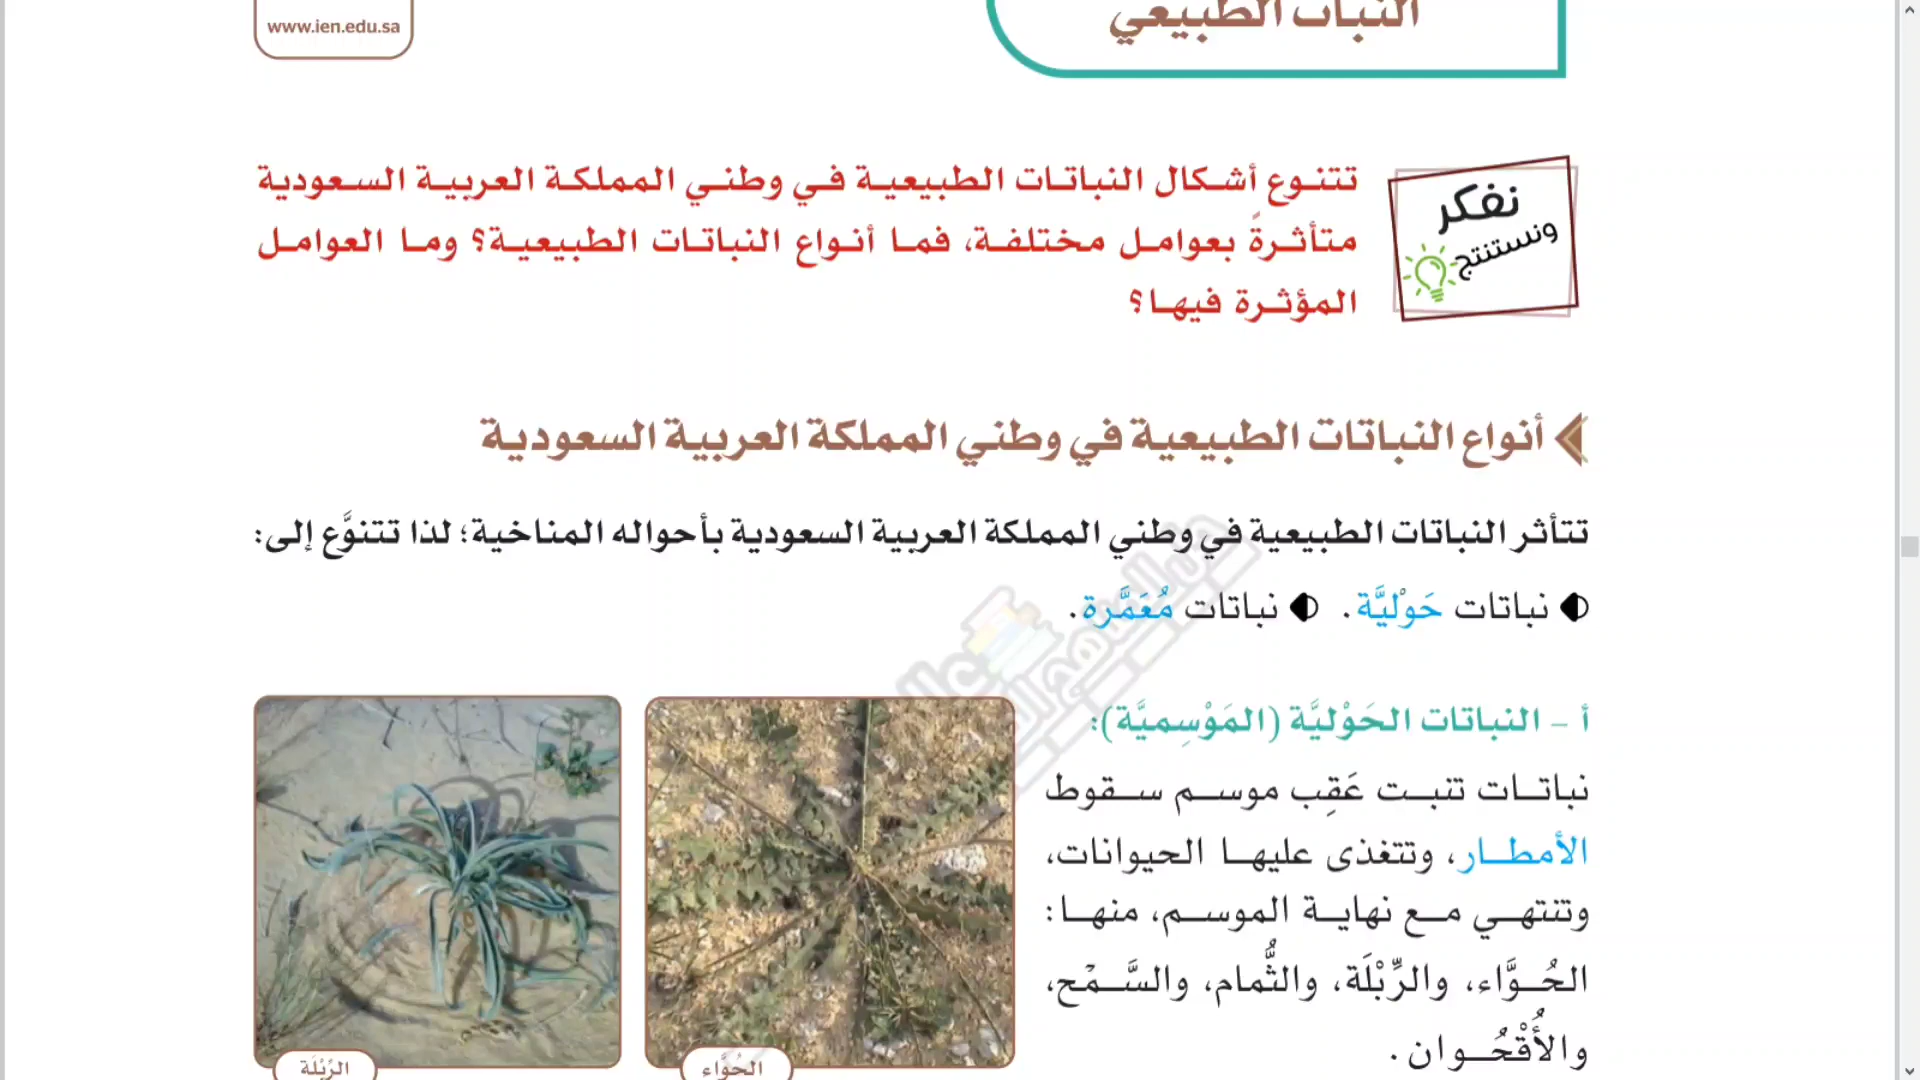 النبات الطبيعي
www.ien.edu.sa
نفكر
ونستنتج
تتنوع أشكال النباتات الطبيعية في وطني المملكة العربية السعودية
متأثرةً بعوامل مختلفة، فما أنواع النباتات الطبيعية؟ وما العوامل
المؤثرة فيها؟
أنواع النباتات الطبيعية في وطني المملكة العربية السعودية
تتأثر النباتات الطبيعية في وطني المملكة العربية السعودية بأحواله المناخية؛ لذا تتنوَّع إلى:
نباتات حَوْليَّة. نباتات مُعَمَّرة.
أ - النباتات الحَوْليَّة (المَوْسِميَّة):
نباتات تنبت عَقِب موسم سقوط
الأمطار، وتتغذى عليها الحيوانات،
وتنتهي مع نهاية الموسم، منها:
الحُوَّاء، والرِّبْلَة، والثُّمام، والسَّمْح،
والأُقْحُوان.
الحُوَّاء
الرِّبْلَة